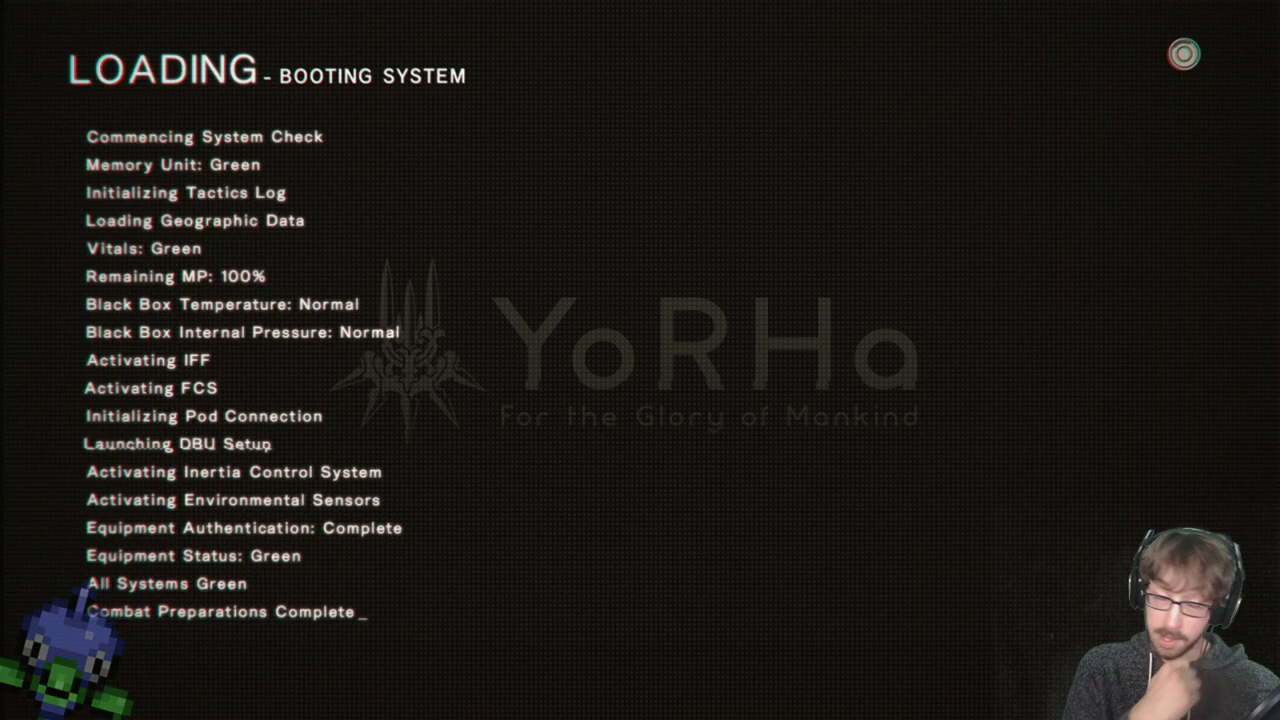 LOADING - BOOTING SYSTEM
Commencing System Check
Memory Unit: Green
Initializing Tactics Log
Loading Geographic Data
Vitals: Green
Remaining MP: 100%
Black Box Temperature: Normal
Black Box Internal Pressure: Normal
Activating IFF
Activating FCS
Initializing Pod Connection
Launching DBU Setup
Activating Inertia Control System
Activating Environmental Sensors
Equipment Authentication: Complete
Equipment Status: Green
All Systems Green
Combat Preparations Complete _
YoRHa
For the Glory of Mankind